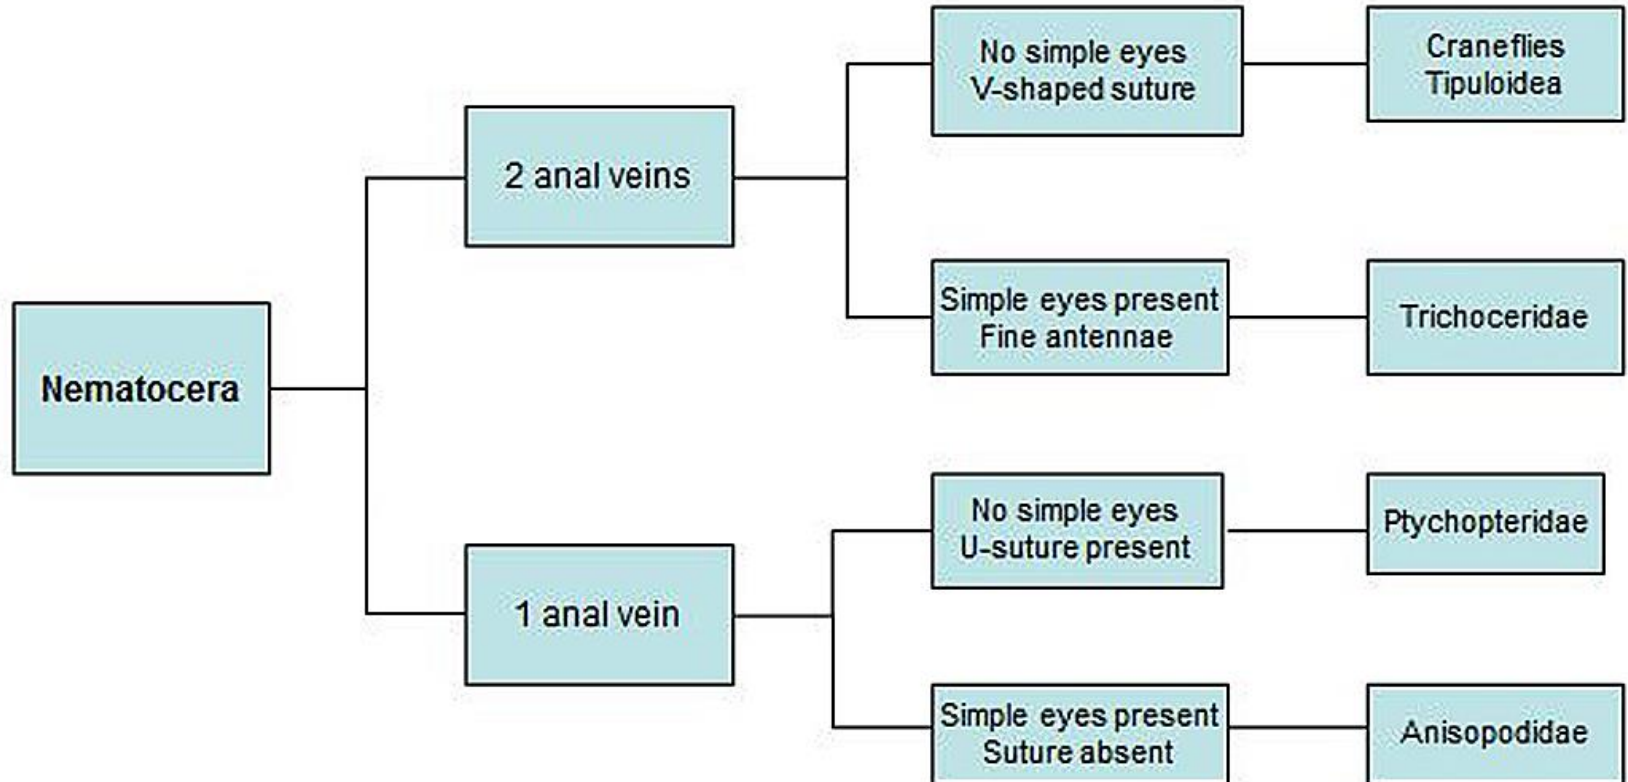 No simple eyes
V-shaped suture
Craneflies
Tipuloidea
2 anal veins
Simple eyes present
Fine antennae
Trichoceridae
Nematocera
No simple eyes
U-suture present
Ptychopteridae
1 anal vein
Simple eyes present
Suture absent
Anisopodidae